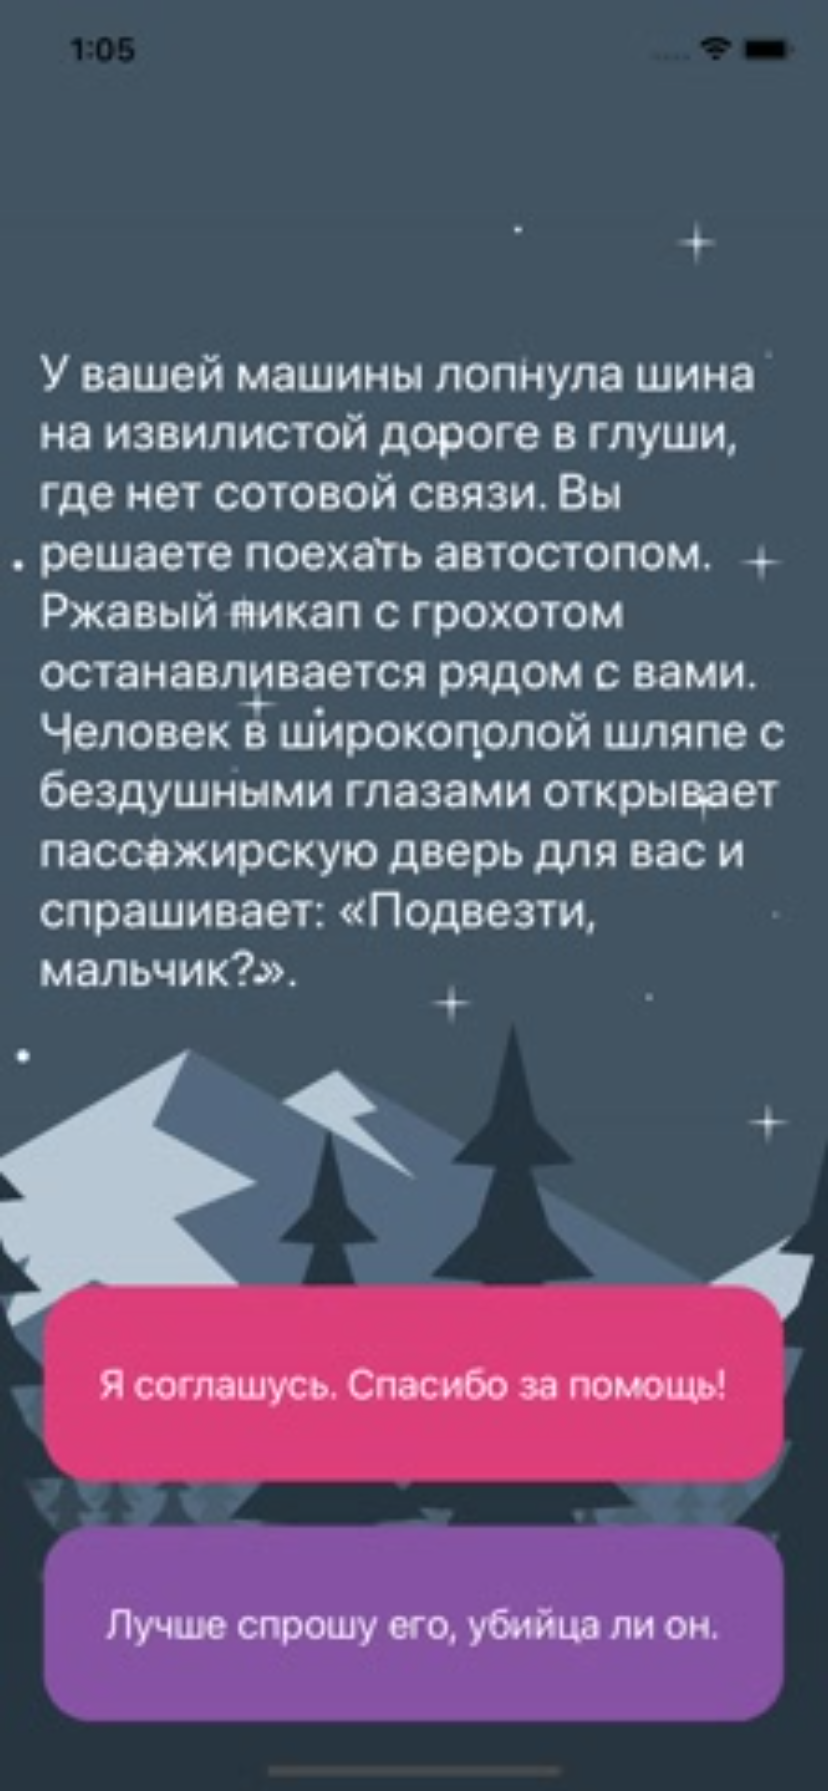 1:05
У вашей машины лопнула шина
на извилистой дороге в глуши,
где нет сотовой связи. Вы
решаете поехать автостопом.
Ржавый пикап с грохотом
останавливается рядом с вами.
Человек в широкополой шляпе с
бездушными глазами открывает
пассажирскую дверь для вас и
спрашивает: «Подвезти,
мальчик?».
Я соглашусь. Спасибо за помощь!
Лучше спрошу его, убийца ли он.